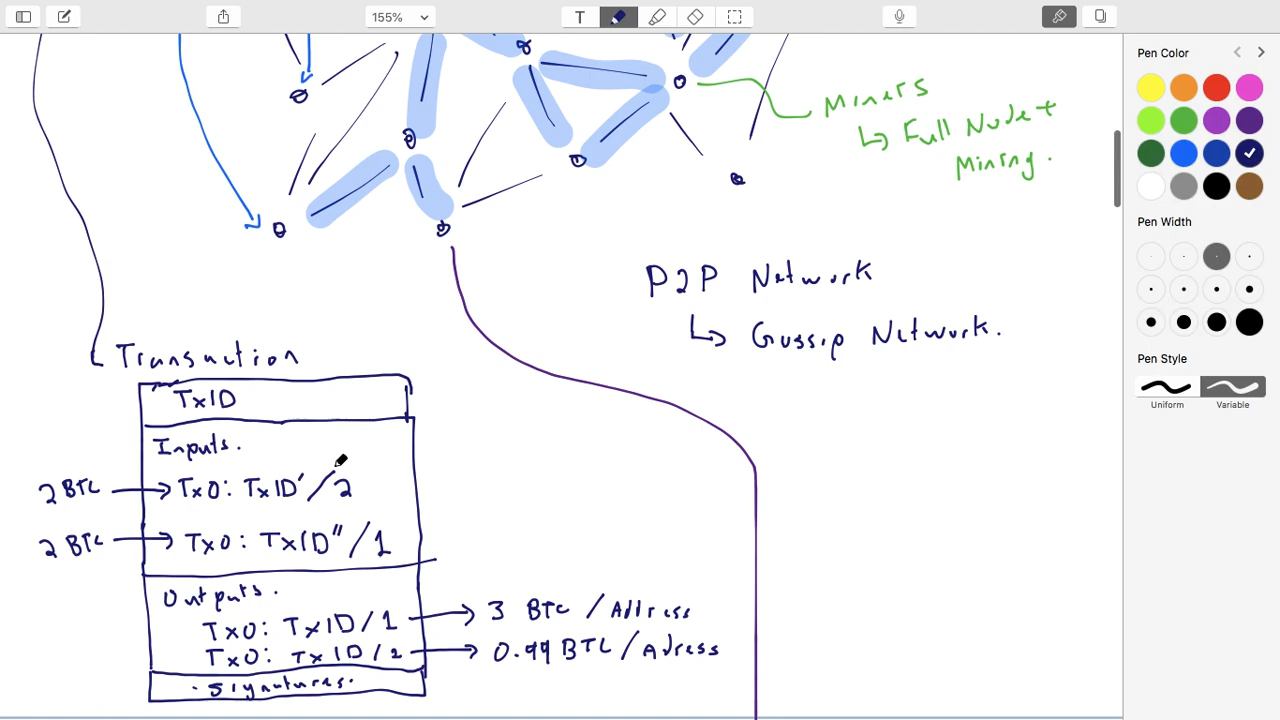 155%
T
Pen Color
Miners
↳ Full Node +
Mining.
Pen Width
P2P Network
↳ Gossip Network.
Pen Style
Uniform
Variable
Transaction
TxID
Inputs.
2 BTC → TxO: TxID' / 2
2 BTC → TxO: TxID" / 1
Outputs.
TxO: TxID / 1 → 3 BTC / Address
TxO: TxID / 2 → 0.99 BTC / Adress
· signatures.